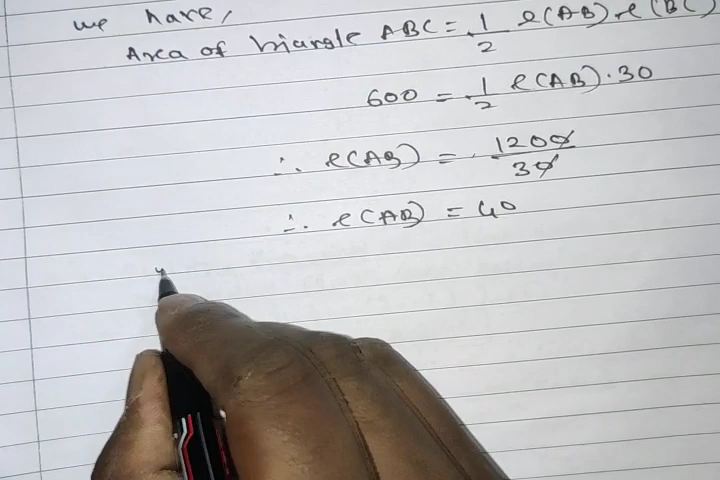 we have,
Area of triangle ABC = 1/2 l(AB).l(BC)
600 = 1/2 l(AB).30
∴ l(AB) = 1200/30
∴ l(AB) = 40